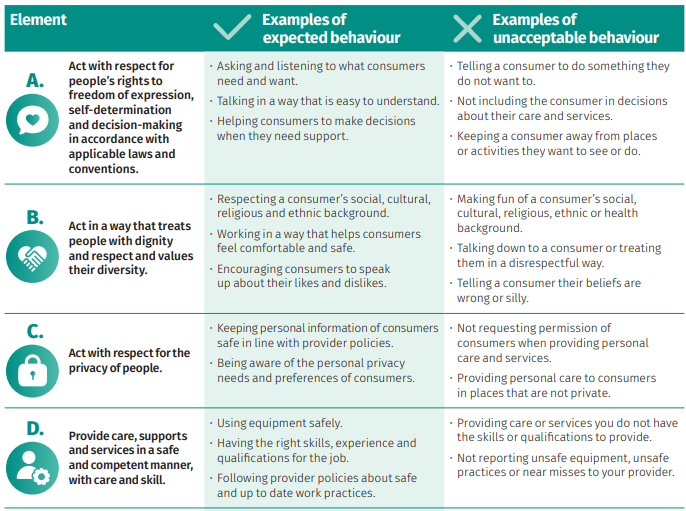 Element
Examples of
expected behaviour
Examples of
unacceptable behaviour
A.
Act with respect for
people's rights to
freedom of expression,
self-determination
and decision-making
in accordance with
applicable laws and
conventions.
· Asking and listening to what consumers
need and want.
· Talking in a way that is easy to understand.
· Helping consumers to make decisions
when they need support.
· Telling a consumer to do something they
do not want to.
· Not including the consumer in decisions
about their care and services.
· Keeping a consumer away from places
or activities they want to see or do.
B.
Act in a way that treats
people with dignity
and respect and values
their diversity.
· Respecting a consumer's social, cultural,
religious and ethnic background.
· Working in a way that helps consumers
feel comfortable and safe.
· Encouraging consumers to speak
up about their likes and dislikes.
· Making fun of a consumer's social,
cultural, religious, ethnic or health
background.
· Talking down to a consumer or treating
them in a disrespectful way.
· Telling a consumer their beliefs are
wrong or silly.
C.
Act with respect for the
privacy of people.
· Keeping personal information of consumers
safe in line with provider policies.
· Being aware of the personal privacy
needs and preferences of consumers.
· Not requesting permission of
consumers when providing personal
care and services.
· Providing personal care to consumers
in places that are not private.
D.
Provide care, supports
and services in a safe
and competent manner,
with care and skill.
· Using equipment safely.
· Having the right skills, experience and
qualifications for the job.
· Following provider policies about safe
and up to date work practices.
· Providing care or services you do not have
the skills or qualifications to provide.
· Not reporting unsafe equipment, unsafe
practices or near misses to your provider.